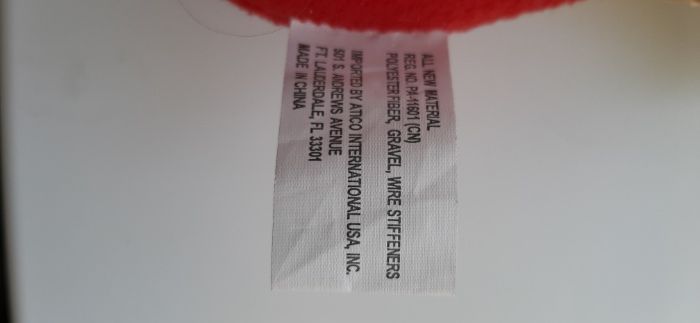 ALL NEW MATERIAL
REG NO. PA-11601 (CN)
POLYESTER FIBER, GRAVEL, WIRE STIFFENERS
IMPORTED BY ATICO INTERNATIONAL USA, INC.
501 S. ANDREWS AVENUE
FT. LAUDERDALE, FL 33301
MADE IN CHINA